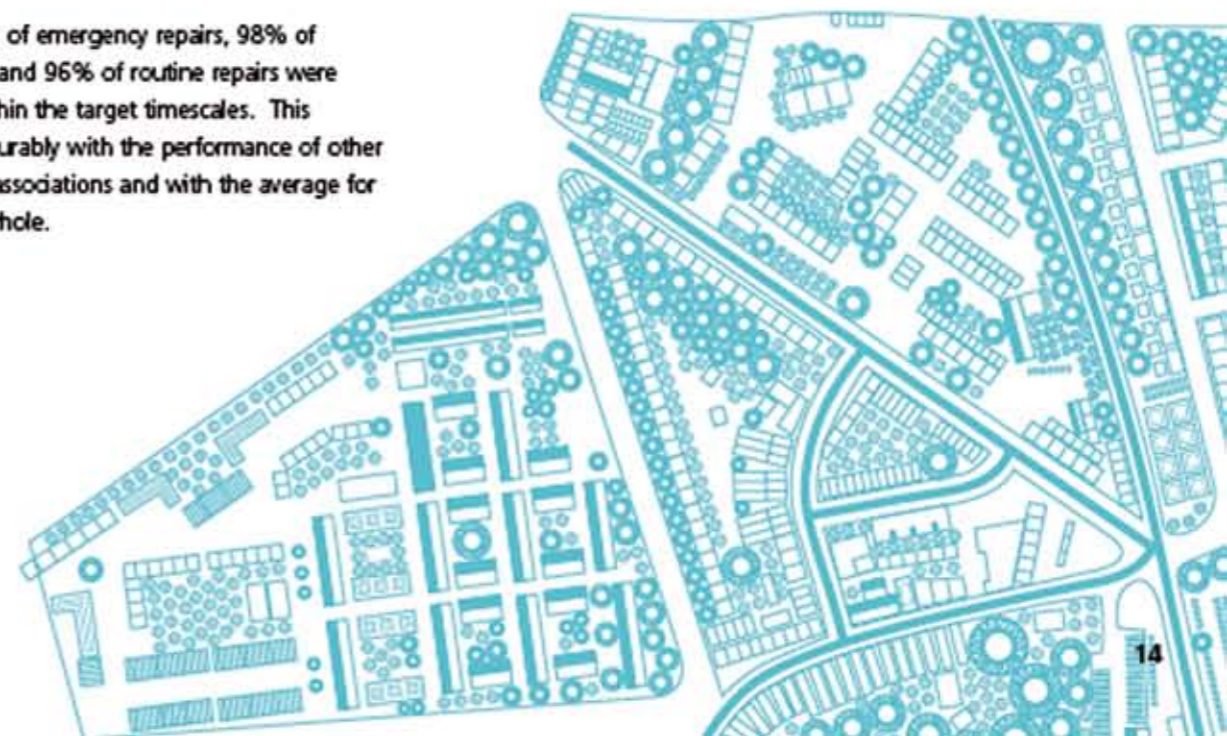 of emergency repairs, 98% of
and 96% of routine repairs were
hin the target timescales. This
urably with the performance of other
associations and with the average for
hole.
14